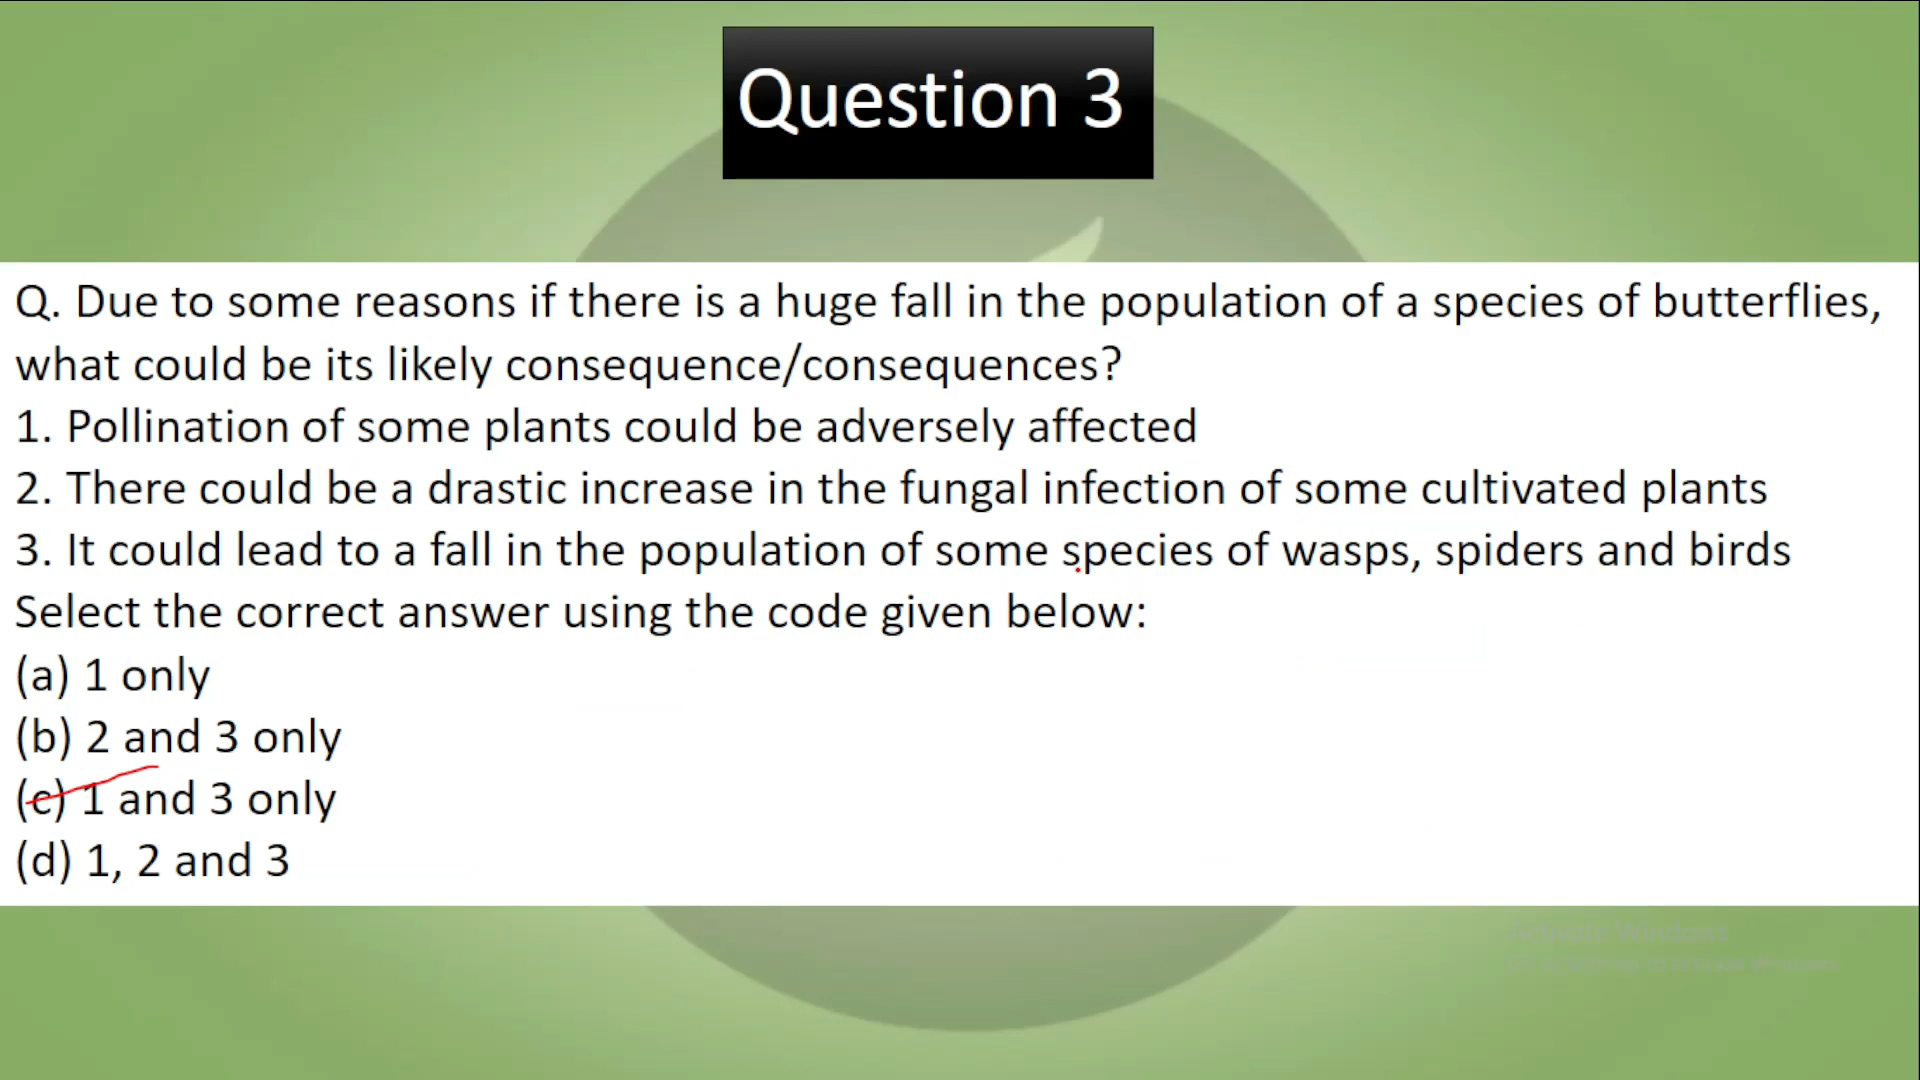 Question 3
Q. Due to some reasons if there is a huge fall in the population of a species of butterflies,
what could be its likely consequence/consequences?
1. Pollination of some plants could be adversely affected
2. There could be a drastic increase in the fungal infection of some cultivated plants
3. It could lead to a fall in the population of some species of wasps, spiders and birds
Select the correct answer using the code given below:
(a) 1 only
(b) 2 and 3 only
(c) 1 and 3 only
(d) 1, 2 and 3
Activate Windows